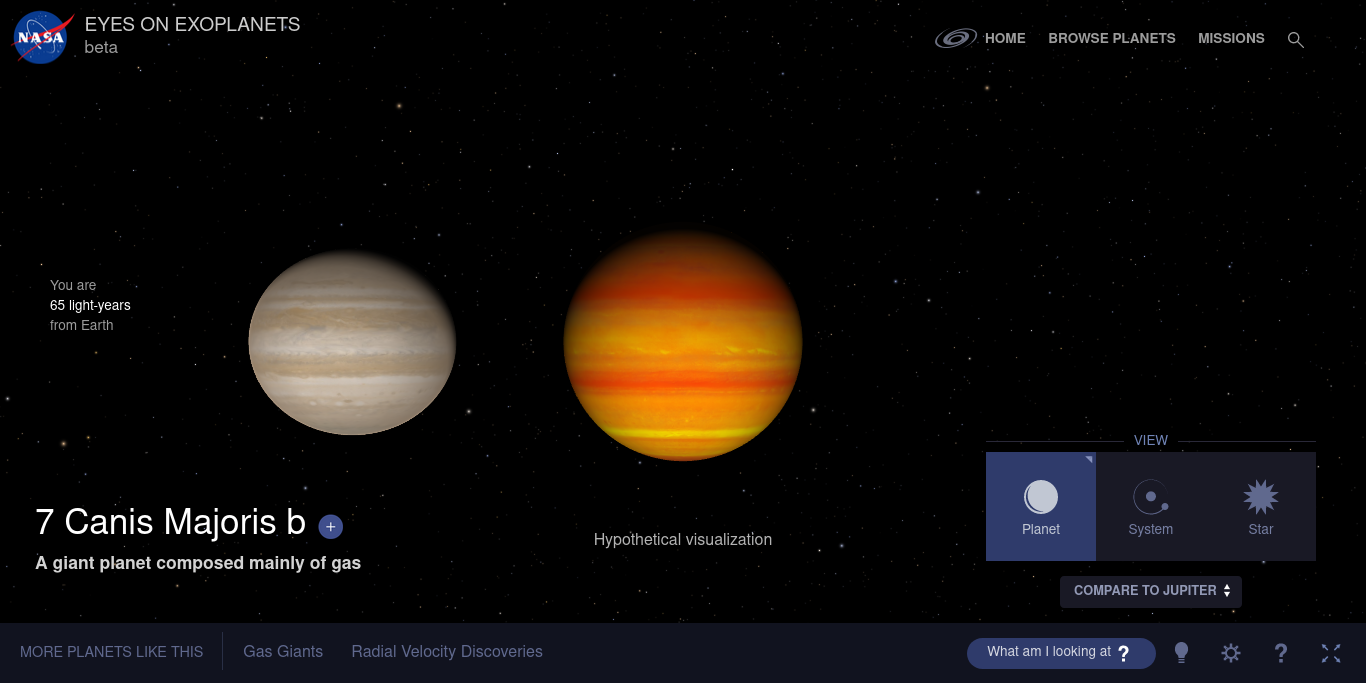 NASA
EYES ON EXOPLANETS
beta
HOME
BROWSE PLANETS
MISSIONS
You are
65 light-years
from Earth
7 Canis Majoris b +
A giant planet composed mainly of gas
Hypothetical visualization
VIEW
Planet
System
Star
COMPARE TO JUPITER
MORE PLANETS LIKE THIS
Gas Giants
Radial Velocity Discoveries
What am I looking at ?
?